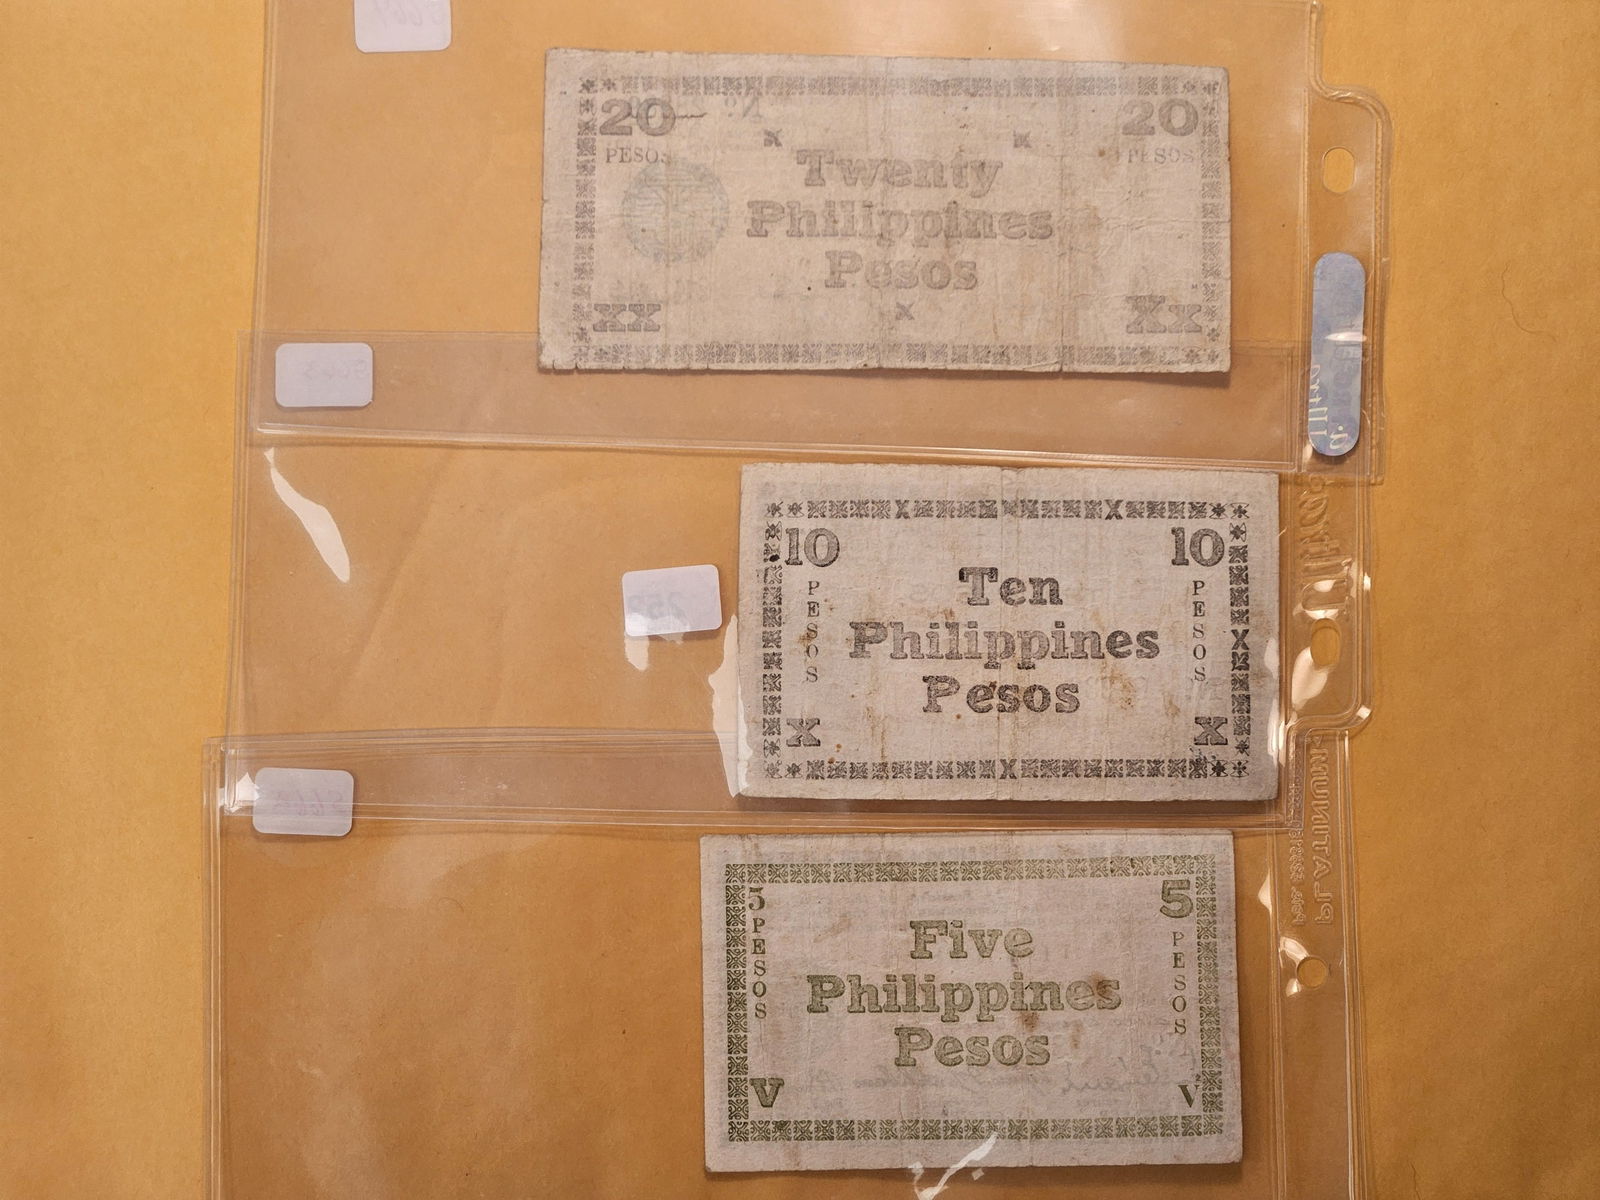 20
20
PESOS
PESOS
Twenty
Philippines
Pesos
x
x
x
XX
Xx
10
10
PESOS
PESOS
Ten
Philippines
Pesos
X
X
5
5
PESOS
PESOS
Five
Philippines
Pesos
V
V